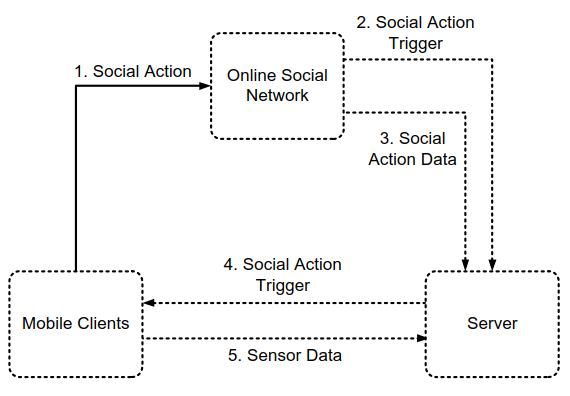 2. Social Action
Trigger
1. Social Action
Online Social
Network
3. Social
Action Data
4. Social Action
Trigger
Mobile Clients
Server
5. Sensor Data